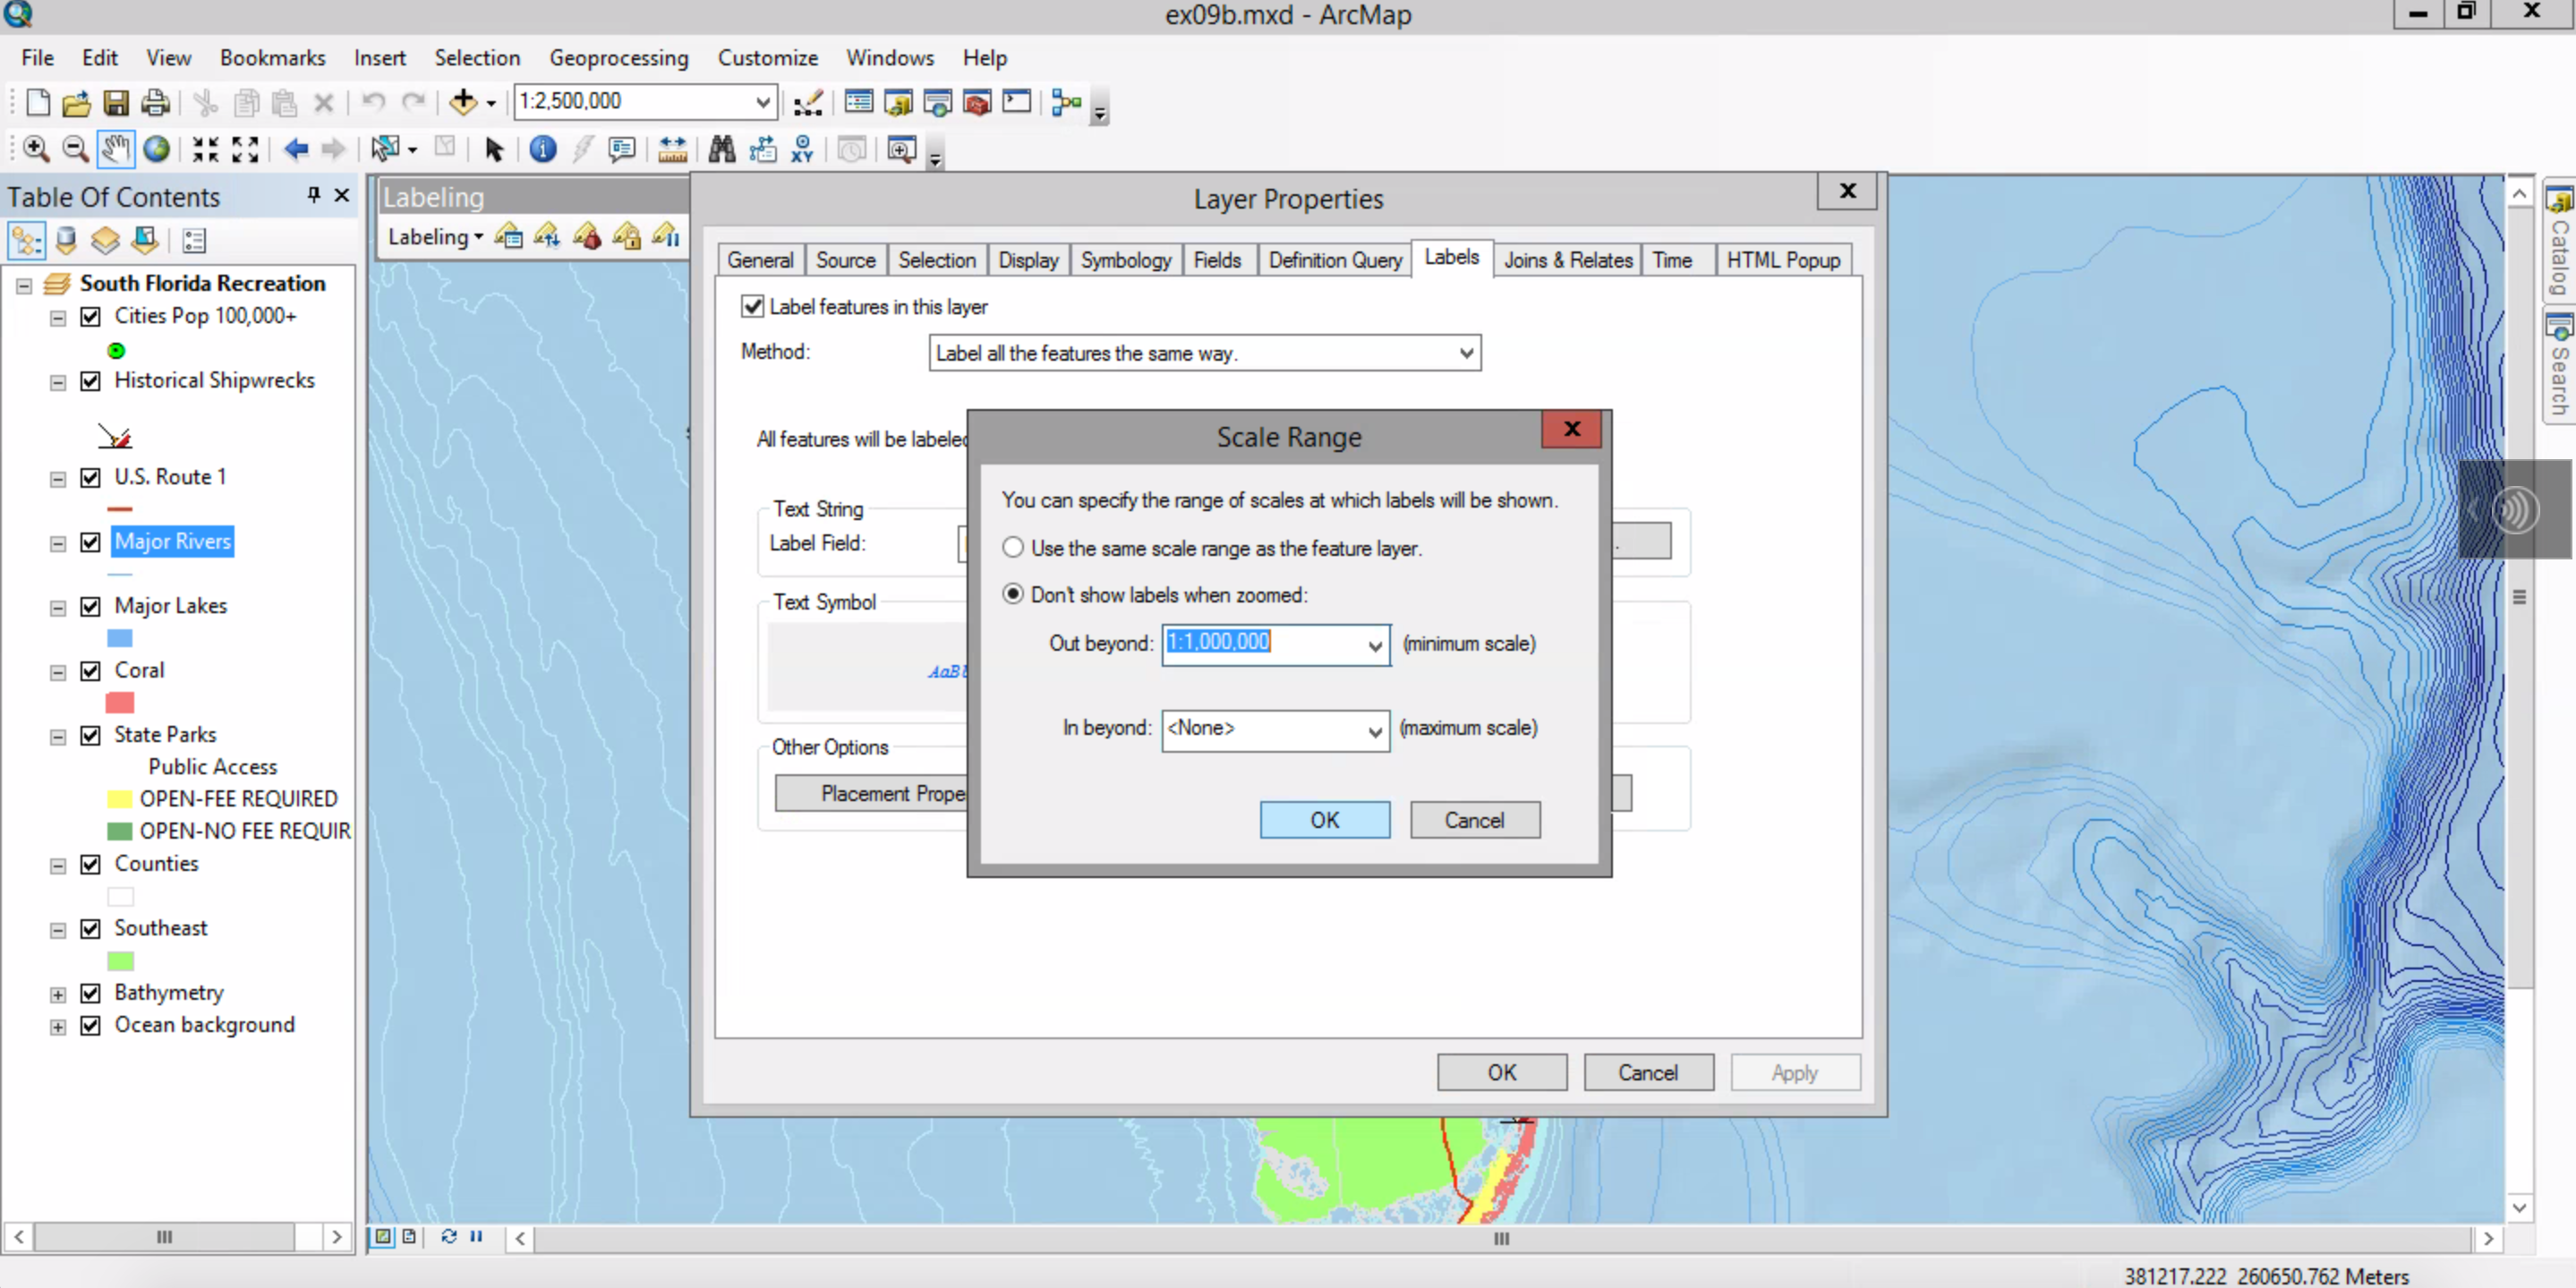 ex09b.mxd - ArcMap
File Edit View Bookmarks Insert Selection Geoprocessing Customize Windows Help
1:2,500,000
XY
Table Of Contents
South Florida Recreation
Cities Pop 100,000+
Historical Shipwrecks
U.S. Route 1
Major Rivers
Major Lakes
Coral
State Parks
Public Access
OPEN-FEE REQUIRED
OPEN-NO FEE REQUIR
Counties
Southeast
Bathymetry
Ocean background
Labeling
Labeling
Layer Properties
General Source Selection Display Symbology Fields Definition Query Labels Joins & Relates Time HTML Popup
Label features in this layer
Method: Label all the features the same way.
All features will be labeled
Text String
Label Field:
Text Symbol
AaBb
Other Options
Placement Prope
Scale Range
You can specify the range of scales at which labels will be shown.
Use the same scale range as the feature layer.
Don't show labels when zoomed:
Out beyond: 1:1,000,000 (minimum scale)
In beyond: <None> (maximum scale)
OK Cancel
OK Cancel Apply
Catalog
Search
381217.222 260650.762 Meters